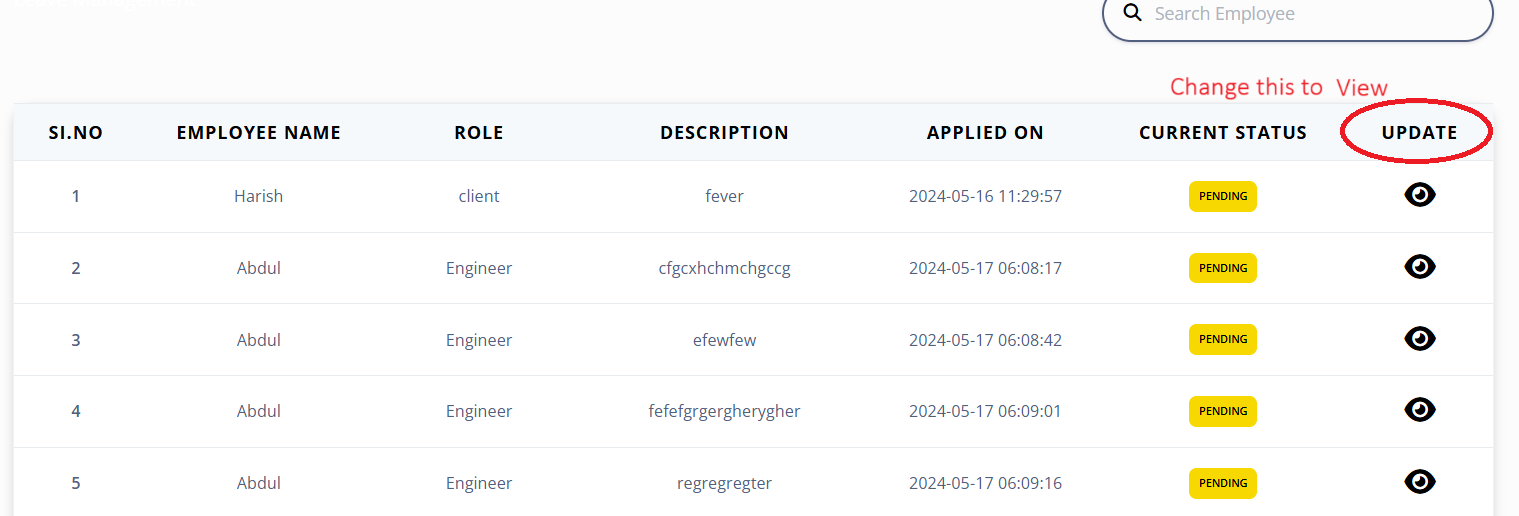 Search Employee
Change this to View
SI.NO EMPLOYEE NAME ROLE DESCRIPTION APPLIED ON CURRENT STATUS UPDATE
1 Harish client fever 2024-05-16 11:29:57 PENDING
2 Abdul Engineer cfgcxhchmchgccg 2024-05-17 06:08:17 PENDING
3 Abdul Engineer efewfew 2024-05-17 06:08:42 PENDING
4 Abdul Engineer fefefgrgergherygher 2024-05-17 06:09:01 PENDING
5 Abdul Engineer regregregter 2024-05-17 06:09:16 PENDING